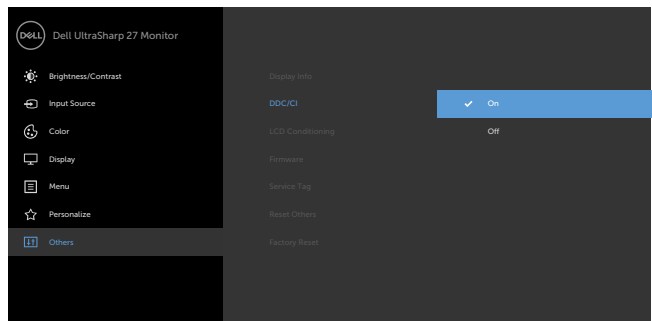 DELL
Dell UltraSharp 27 Monitor
Brightness/Contrast
Display Info
Input Source
DDC/CI
On
Color
LCD Conditioning
Off
Display
Firmware
Menu
Service Tag
Personalize
Reset Others
Others
Factory Reset